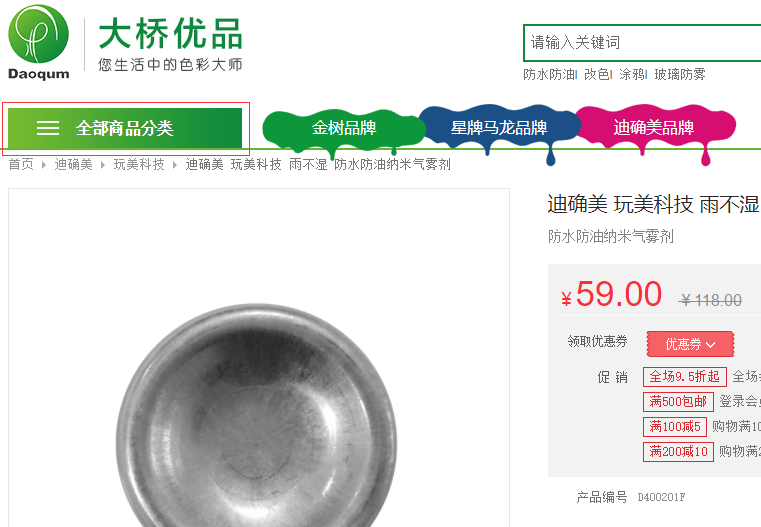 大桥优品
您生活中的色彩大师
Daoqum
请输入关键词
防水防油| 改色| 涂鸦| 玻璃防雾
全部商品分类
金树品牌
星牌马龙品牌
迪确美品牌
首页 迪确美 玩美科技 迪确美 玩美科技 雨不湿 防水防油纳米气雾剂
迪确美 玩美科技 雨不湿
防水防油纳米气雾剂
¥59.00 ¥118.00
领取优惠券 优惠券
促 销 全场9.5折起 全场
满500包邮 登录会
满100减5 购物满10
满200减10 购物满2
产品编号 D400201F